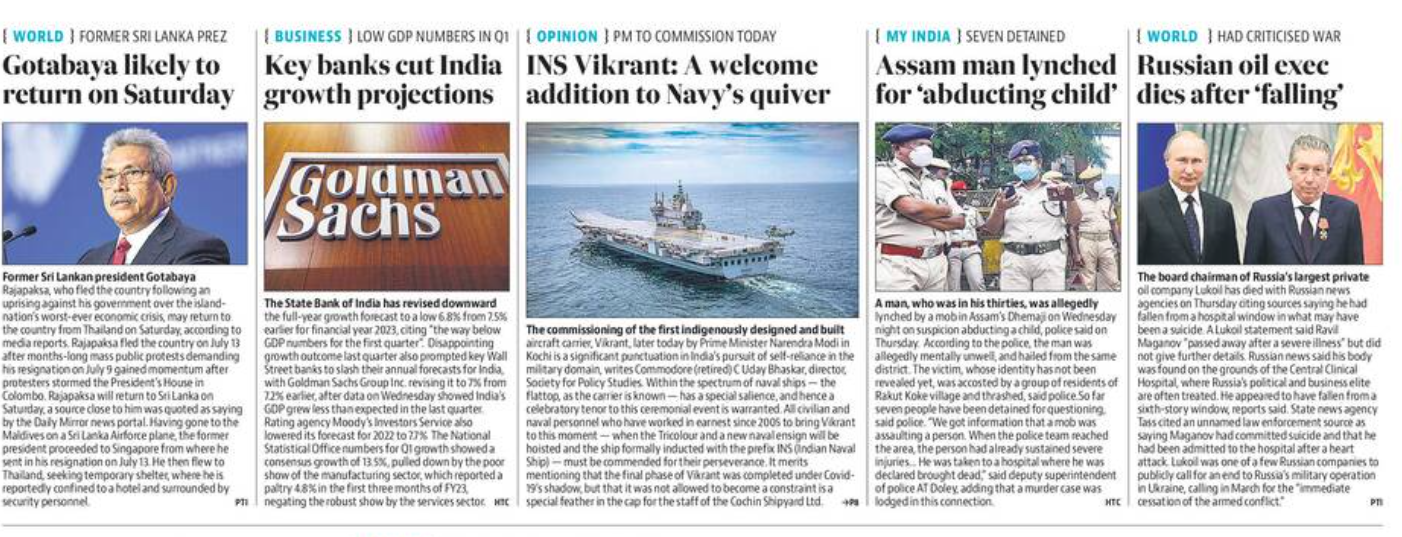 { WORLD } FORMER SRI LANKA PREZ
Gotabaya likely to
return on Saturday
Former Sri Lankan president Gotabaya
Rajapaksa, who fled the country following an
uprising against his government over the island-
nation's worst-ever economic crisis, may return to
the country from Thailand on Saturday, according to
media reports. Rajapaksa fled the country on July 13
after months-long mass public protests demanding
his resignation on July 9 gained momentum after
protesters stormed the President's House in
Colombo. Rajapaksa will return to Sri Lanka on
Saturday, a source close to him was quoted as saying
by the Daily Mirror news portal. Having gone to the
Maldives on a Sri Lanka Airforce plane, the former
president proceeded to Singapore from where he
sent in his resignation on July 13. He then flew to
Thailand, seeking temporary shelter, where he is
reportedly confined to a hotel and surrounded by
security personnel. PTI
{ BUSINESS } LOW GDP NUMBERS IN Q1
Key banks cut India
growth projections
Goldman
Sachs
The State Bank of India has revised downward
the full-year growth forecast to a low 6.8% from 7.5%
earlier for financial year 2023, citing "the way below
GDP numbers for the first quarter". Disappointing
growth outcome last quarter also prompted key Wall
Street banks to slash their annual forecasts for India,
with Goldman Sachs Group Inc. revising it to 7% from
7.2% earlier, after data on Wednesday showed India's
GDP grew less than expected in the last quarter.
Rating agency Moody's Investors Service also
lowered its forecast for 2022 to 7.7%. The National
Statistical Office numbers for Q1 growth showed a
consensus growth of 13.5%, pulled down by the poor
show of the manufacturing sector, which reported a
paltry 4.8% in the first three months of FY23,
negating the robust show by the services sector. HTC
{ OPINION } PM TO COMMISSION TODAY
INS Vikrant: A welcome
addition to Navy's quiver
The commissioning of the first indigenously designed and built
aircraft carrier, Vikrant, later today by Prime Minister Narendra Modi in
Kochi is a significant punctuation in India's pursuit of self-reliance in the
military domain, writes Commodore (retired) C Uday Bhaskar, director,
Society for Policy Studies. Within the spectrum of naval ships — the
flattop, as the carrier is known — has a special salience, and hence a
celebratory tenor to this ceremonial event is warranted. All civilian and
naval personnel who have worked in earnest since 2005 to bring Vikrant
to this moment — when the Tricolour and a new naval ensign will be
hoisted and the ship formally inducted with the prefix INS (Indian Naval
Ship) — must be commended for their perseverance. It merits
mentioning that the final phase of Vikrant was completed under Covid-
19's shadow, but that it was not allowed to become a constraint is a
special feather in the cap for the staff of the Cochin Shipyard Ltd. →P8
{ MY INDIA } SEVEN DETAINED
Assam man lynched
for 'abducting child'
A man, who was in his thirties, was allegedly
lynched by a mob in Assam's Dhemaji on Wednesday
night on suspicion abducting a child, police said on
Thursday. According to the police, the man was
allegedly mentally unwell, and hailed from the same
district. The victim, whose identity has not been
revealed yet, was accosted by a group of residents of
Rakut Koke village and thrashed, said police.So far
seven people have been detained for questioning,
said police. "We got information that a mob was
assaulting a person. When the police team reached
the area, the person had already sustained severe
injuries... He was taken to a hospital where he was
declared brought dead," said deputy superintendent
of police AT Doley, adding that a murder case was
lodged in this connection. HTC
{ WORLD } HAD CRITICISED WAR
Russian oil exec
dies after 'falling'
The board chairman of Russia's largest private
oil company Lukoil has died with Russian news
agencies on Thursday citing sources saying he had
fallen from a hospital window in what may have
been a suicide. A Lukoil statement said Ravil
Maganov "passed away after a severe illness" but did
not give further details. Russian news said his body
was found on the grounds of the Central Clinical
Hospital, where Russia's political and business elite
are often treated. He appeared to have fallen from a
sixth-story window, reports said. State news agency
Tass cited an unnamed law enforcement source as
saying Maganov had committed suicide and that he
had been admitted to the hospital after a heart
attack. Lukoil was one of a few Russian companies to
publicly call for an end to Russia's military operation
in Ukraine, calling in March for the "immediate
cessation of the armed conflict." PTI